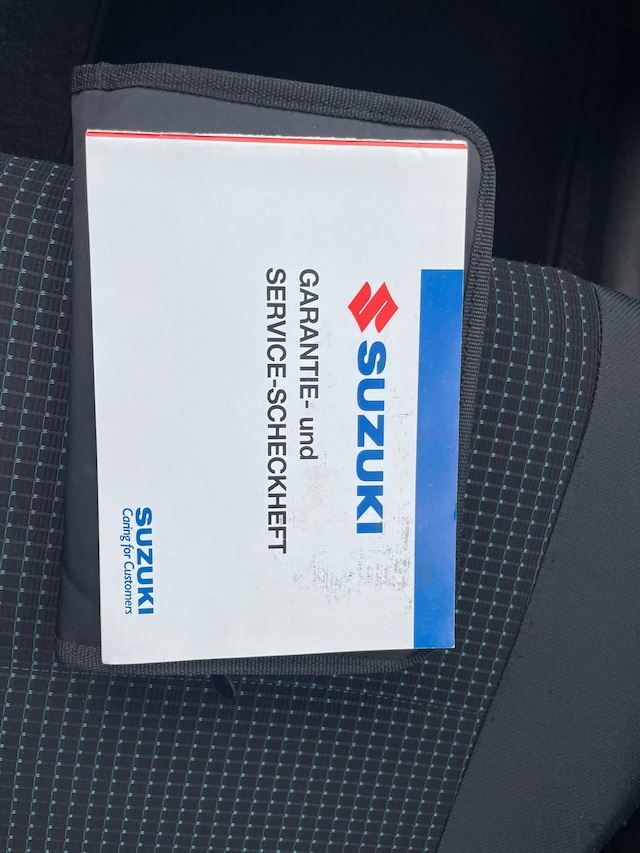 SUZUKI
GARANTIE- und
SERVICE-SCHECKHEFT
SUZUKI
Caring for Customers